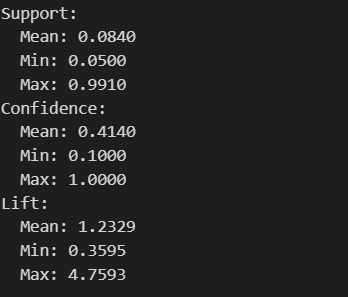 Support:
  Mean: 0.0840
  Min: 0.0500
  Max: 0.9910
Confidence:
  Mean: 0.4140
  Min: 0.1000
  Max: 1.0000
Lift:
  Mean: 1.2329
  Min: 0.3595
  Max: 4.7593